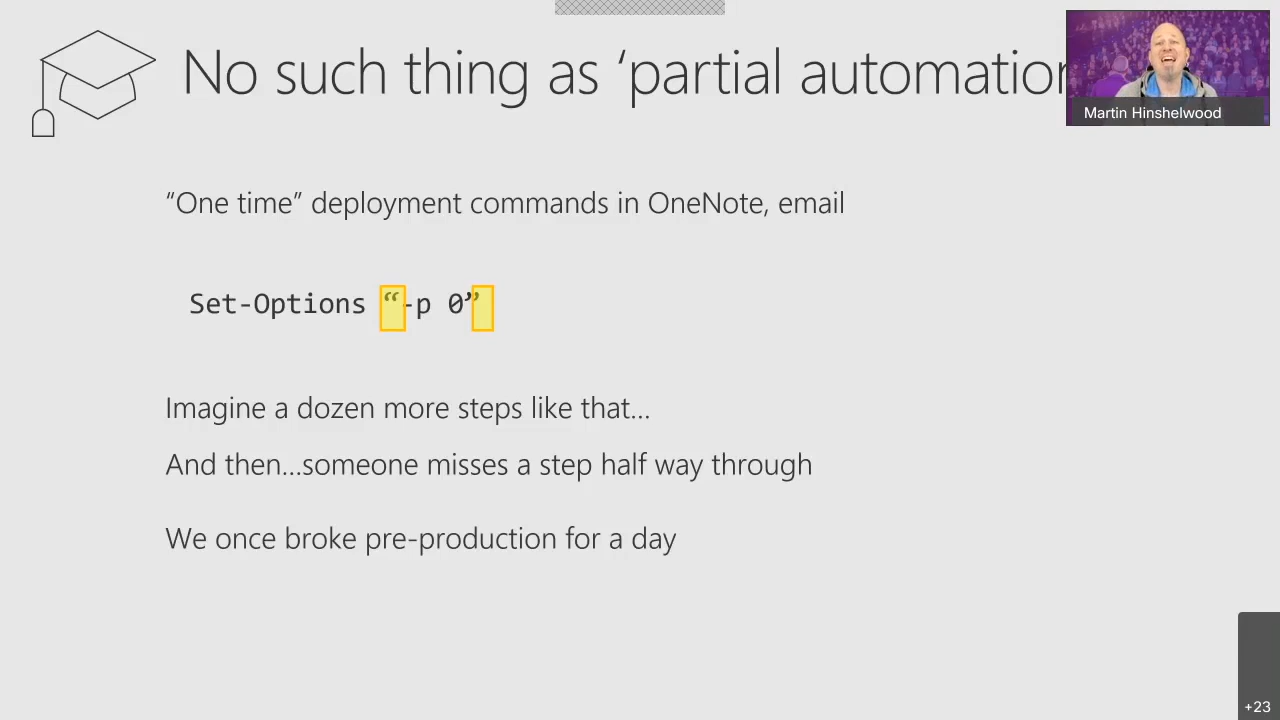 No such thing as ‘partial automation
Martin Hinshelwood
“One time” deployment commands in OneNote, email
Set-Options “-p 0”
Imagine a dozen more steps like that…
And then…someone misses a step half way through
We once broke pre-production for a day
+23